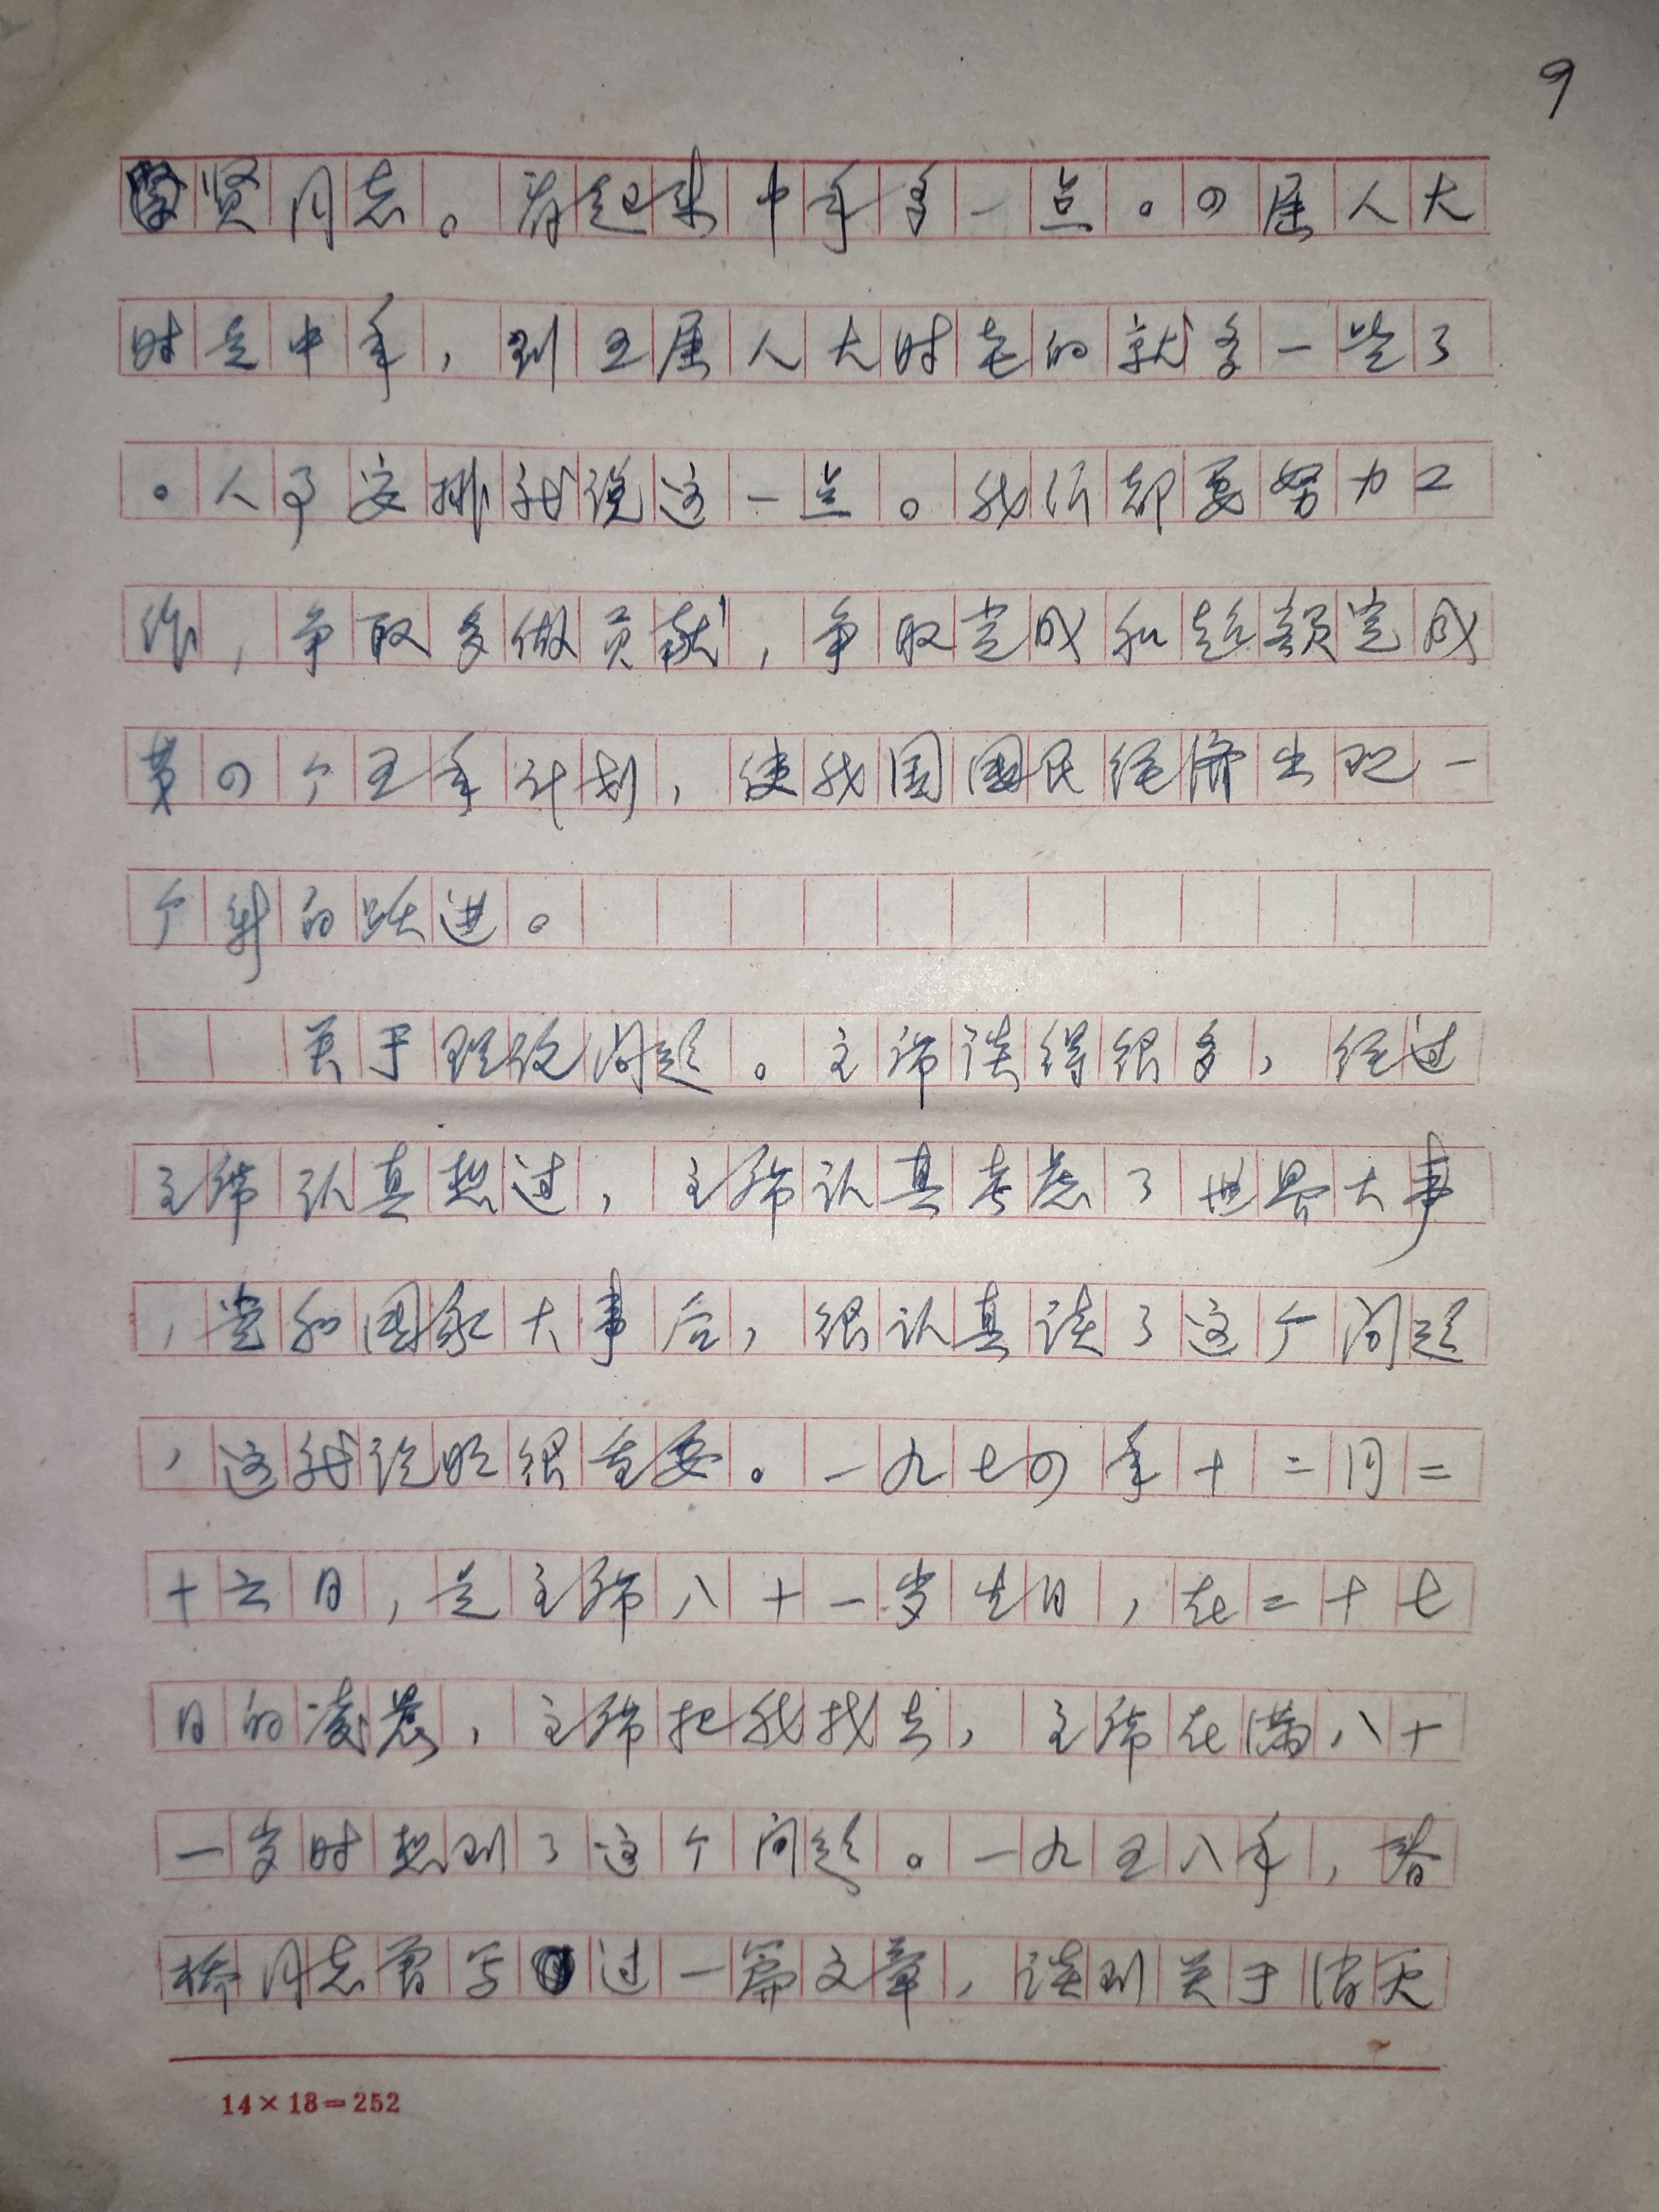 9
贤同志。看起来中年多一点。四届人大
时是中年，到五届人大时老的就多一些了
。人事安排就说这一点。我们都要努力工
作，争取多做贡献，争取完成和超额完成
第四个五年计划，使我国国民经济出现一
个新的跃进。
关于理论问题。主席谈得很多，经过
主席认真想过，主席认真考虑了世界大事
，党和国家大事后，很认真谈了这个问题
，这就说明很重要。一九七四年十二月二
十六日，是主席八十一岁生日，在二十七
日的凌晨，主席把我找去，主席在满八十
一岁时想到了这个问题。一九五八年，春
桥同志曾写过一篇文章，谈到关于
14×18=252